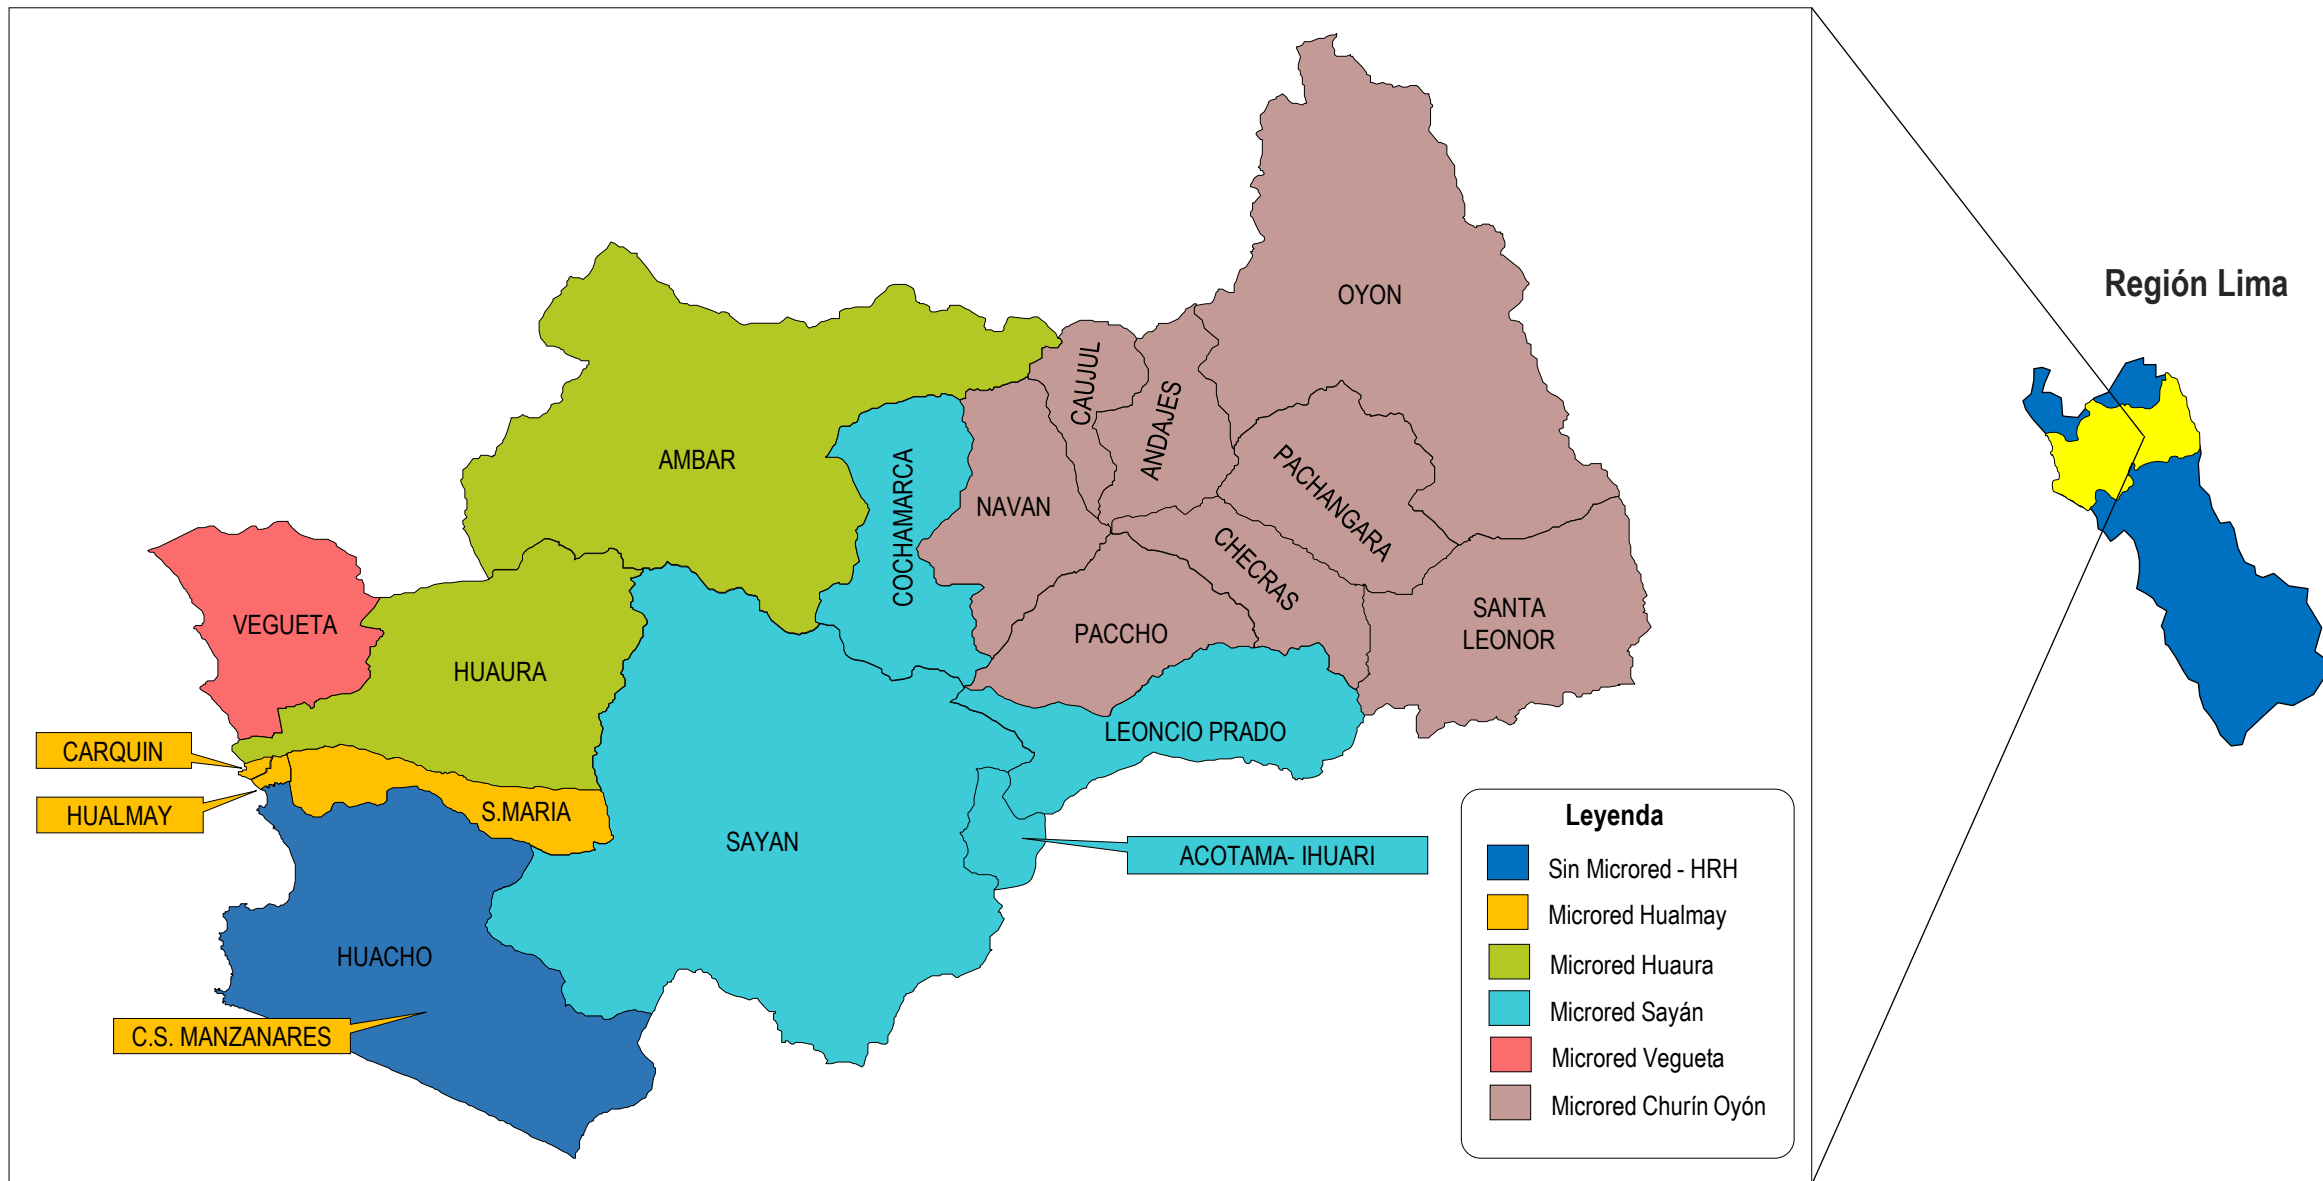 OYON
Región Lima
CAUJUL
ANDAJES
AMBAR
COCHAMARCA
NAVAN
PACHANGARA
CHECRAS
VEGUETA
HUAURA
PACCHO
SANTA
LEONOR
LEONCIO PRADO
CARQUIN
HUALMAY
S.MARIA
SAYAN
ACOTAMA- IHUARI
HUACHO
C.S. MANZANARES
Leyenda
Sin Microred - HRH
Microred Hualmay
Microred Huaura
Microred Sayán
Microred Vegueta
Microred Churín Oyón